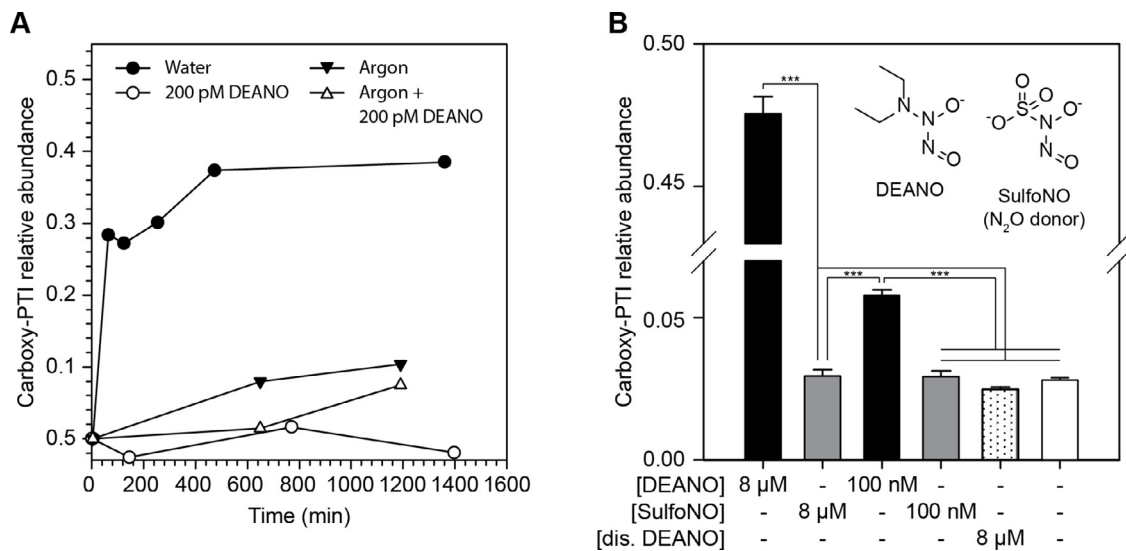 A
B
Carboxy-PTI relative abundance
0.5
0.4
0.3
0.2
0.1
0.5
0 200 400 600 800 1000 1200 1400 1600
Time (min)
Water
200 pM DEANO
Argon
Argon +
200 pM DEANO
Carboxy-PTI relative abundance
0.50
0.45
0.05
0.00
***
***
***
N
N
O⁻
N
O
DEANO
O
O
S
⁻O
N
O⁻
N
O
SulfoNO
(N₂O donor)
[DEANO] 8 µM - 100 nM - - -
[SulfoNO] - 8 µM - 100 nM - -
[dis. DEANO] - - - - 8 µM -